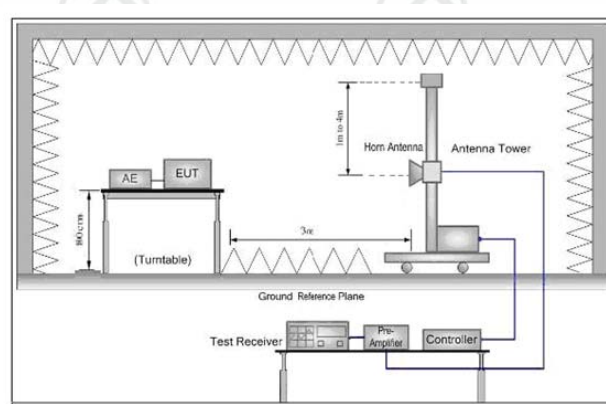 1m to 4m
Horn Antenna
Antenna Tower
AE
EUT
(Turntable)
3m
Ground Reference Plane
Test Receiver
Pre-
Amplifier
Controller